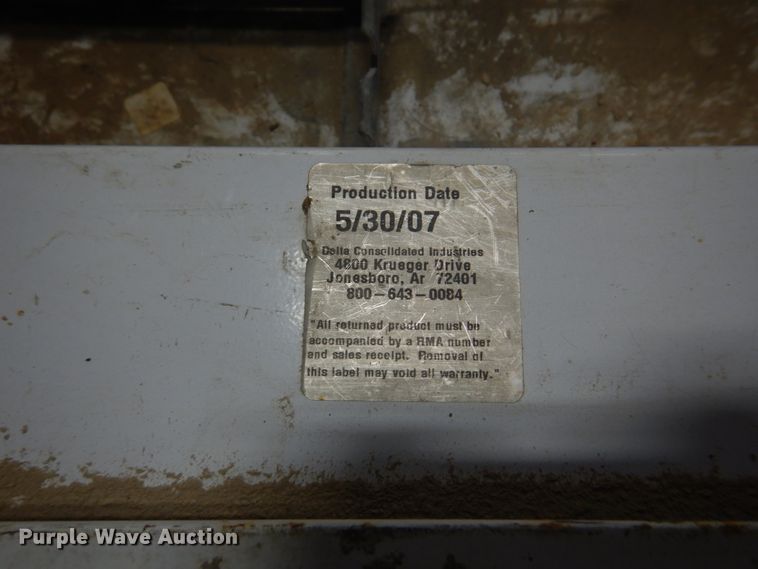 Production Date
5/30/07
Delta Consolidated Industries
4800 Krueger Drive
Jonesboro, Ar 72401
800-643-0084
"All returned product must be
accompanied by a RMA number
and sales receipt. Removal of
this label may void all warranty."
Purple Wave Auction®